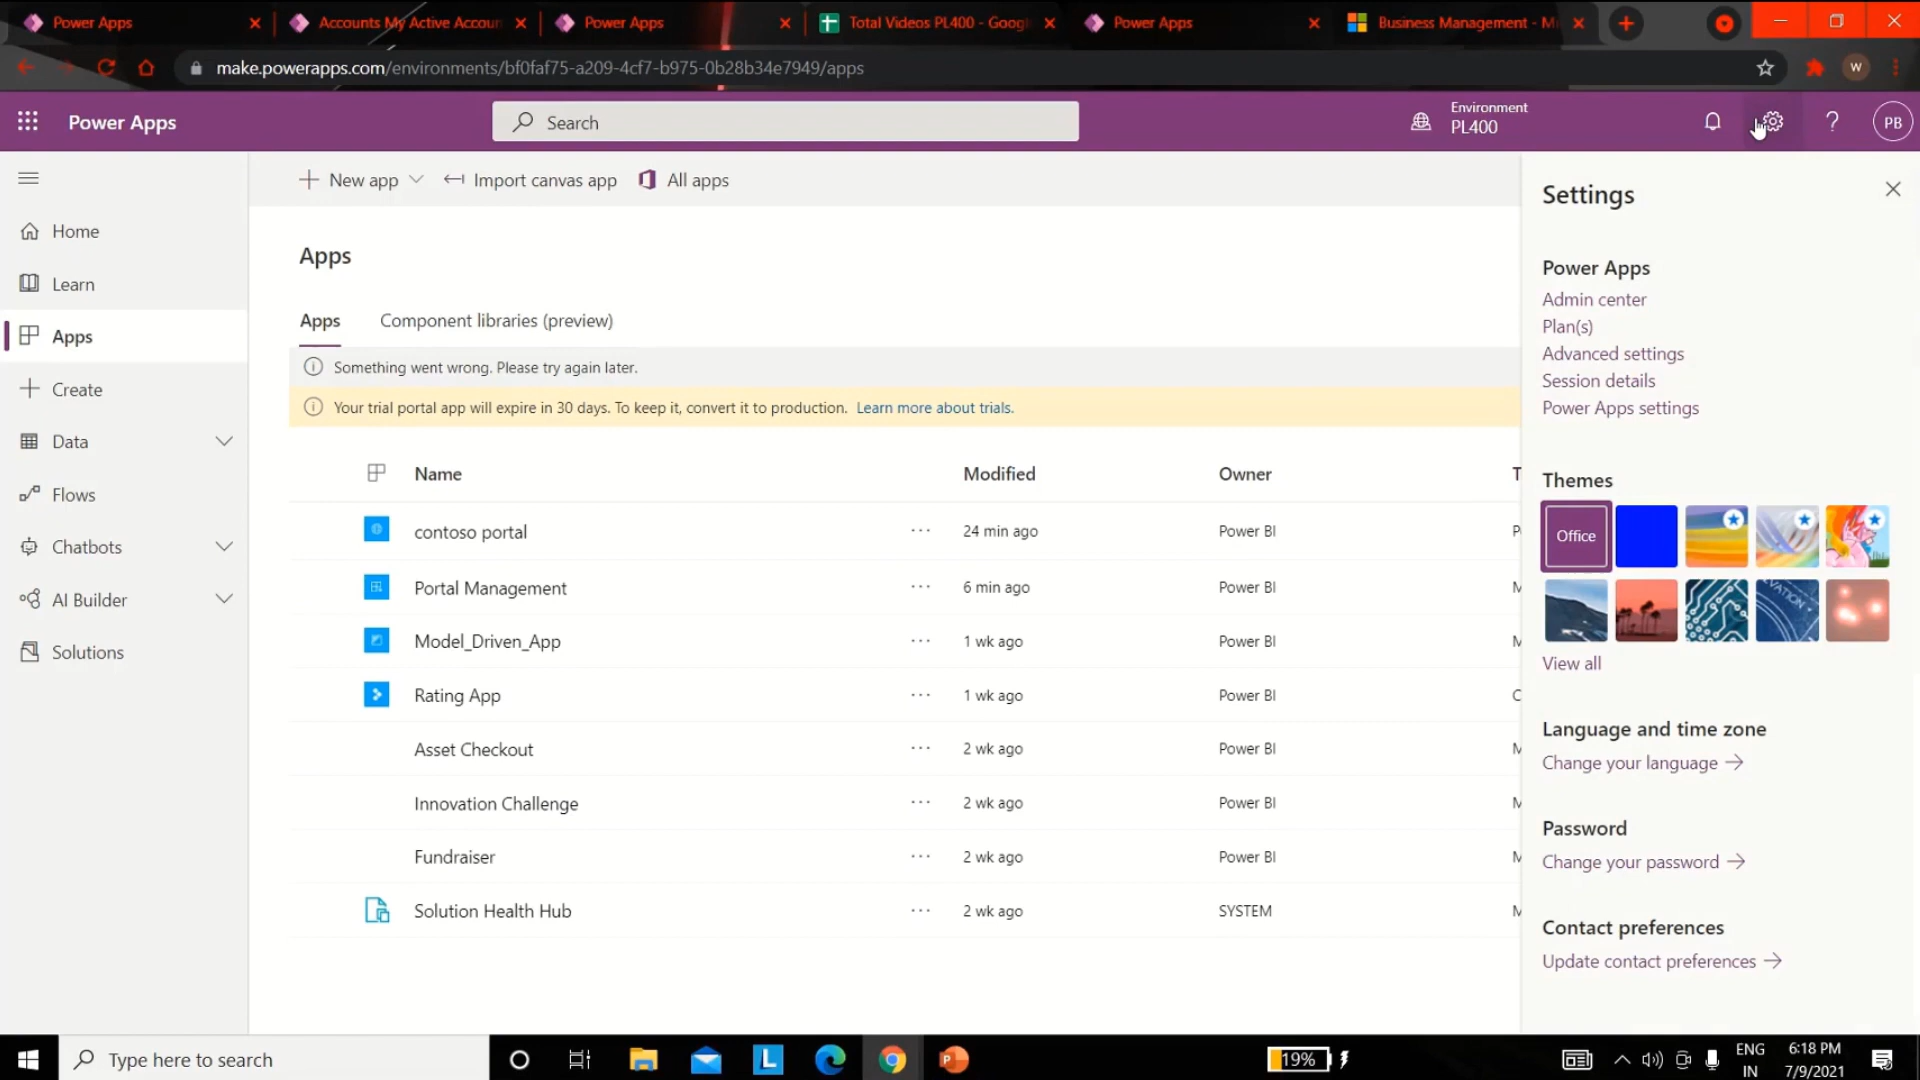 Power Apps
Accounts My Active Accoun
Power Apps
Total Videos PL400 - Googl
Power Apps
Business Management - Mi
make.powerapps.com/environments/bf0faf75-a209-4cf7-b975-0b28b34e7949/apps
W
Power Apps
Search
Environment
PL400
?
PB
New app
Import canvas app
All apps
Settings
Home
Learn
Apps
Create
Data
Flows
Chatbots
AI Builder
Solutions
Apps
Apps
Component libraries (preview)
Something went wrong. Please try again later.
Your trial portal app will expire in 30 days. To keep it, convert it to production. Learn more about trials.
Name
Modified
Owner
T
contoso portal
...
24 min ago
Power BI
P
Portal Management
...
6 min ago
Power BI
M
Model_Driven_App
...
1 wk ago
Power BI
M
Rating App
...
1 wk ago
Power BI
C
Asset Checkout
...
2 wk ago
Power BI
M
Innovation Challenge
...
2 wk ago
Power BI
M
Fundraiser
...
2 wk ago
Power BI
M
Solution Health Hub
...
2 wk ago
SYSTEM
M
Power Apps
Admin center
Plan(s)
Advanced settings
Session details
Power Apps settings
Themes
Office
View all
Language and time zone
Change your language
Password
Change your password
Contact preferences
Update contact preferences
Type here to search
L
P
19%
ENG
IN
6:18 PM
7/9/2021